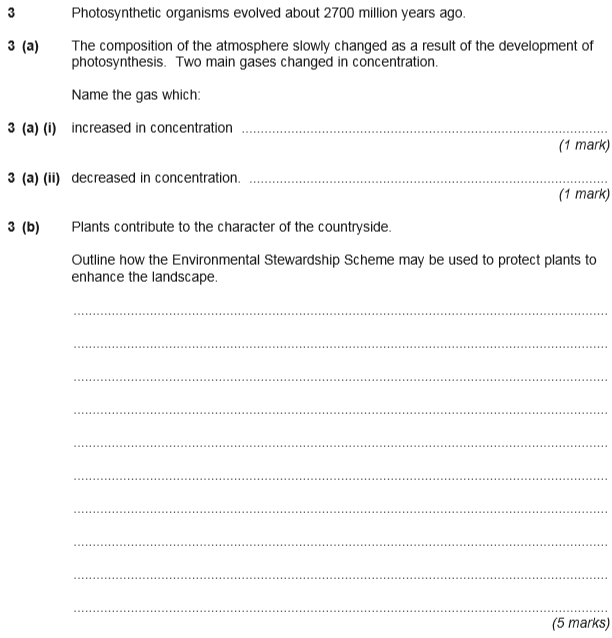 3 Photosynthetic organisms evolved about 2700 million years ago.
3 (a) The composition of the atmosphere slowly changed as a result of the development of
photosynthesis. Two main gases changed in concentration.
Name the gas which:
3 (a) (i) increased in concentration ..........
(1 mark)
3 (a) (ii) decreased in concentration. ..........
(1 mark)
3 (b) Plants contribute to the character of the countryside.
Outline how the Environmental Stewardship Scheme may be used to protect plants to
enhance the landscape.
(5 marks)